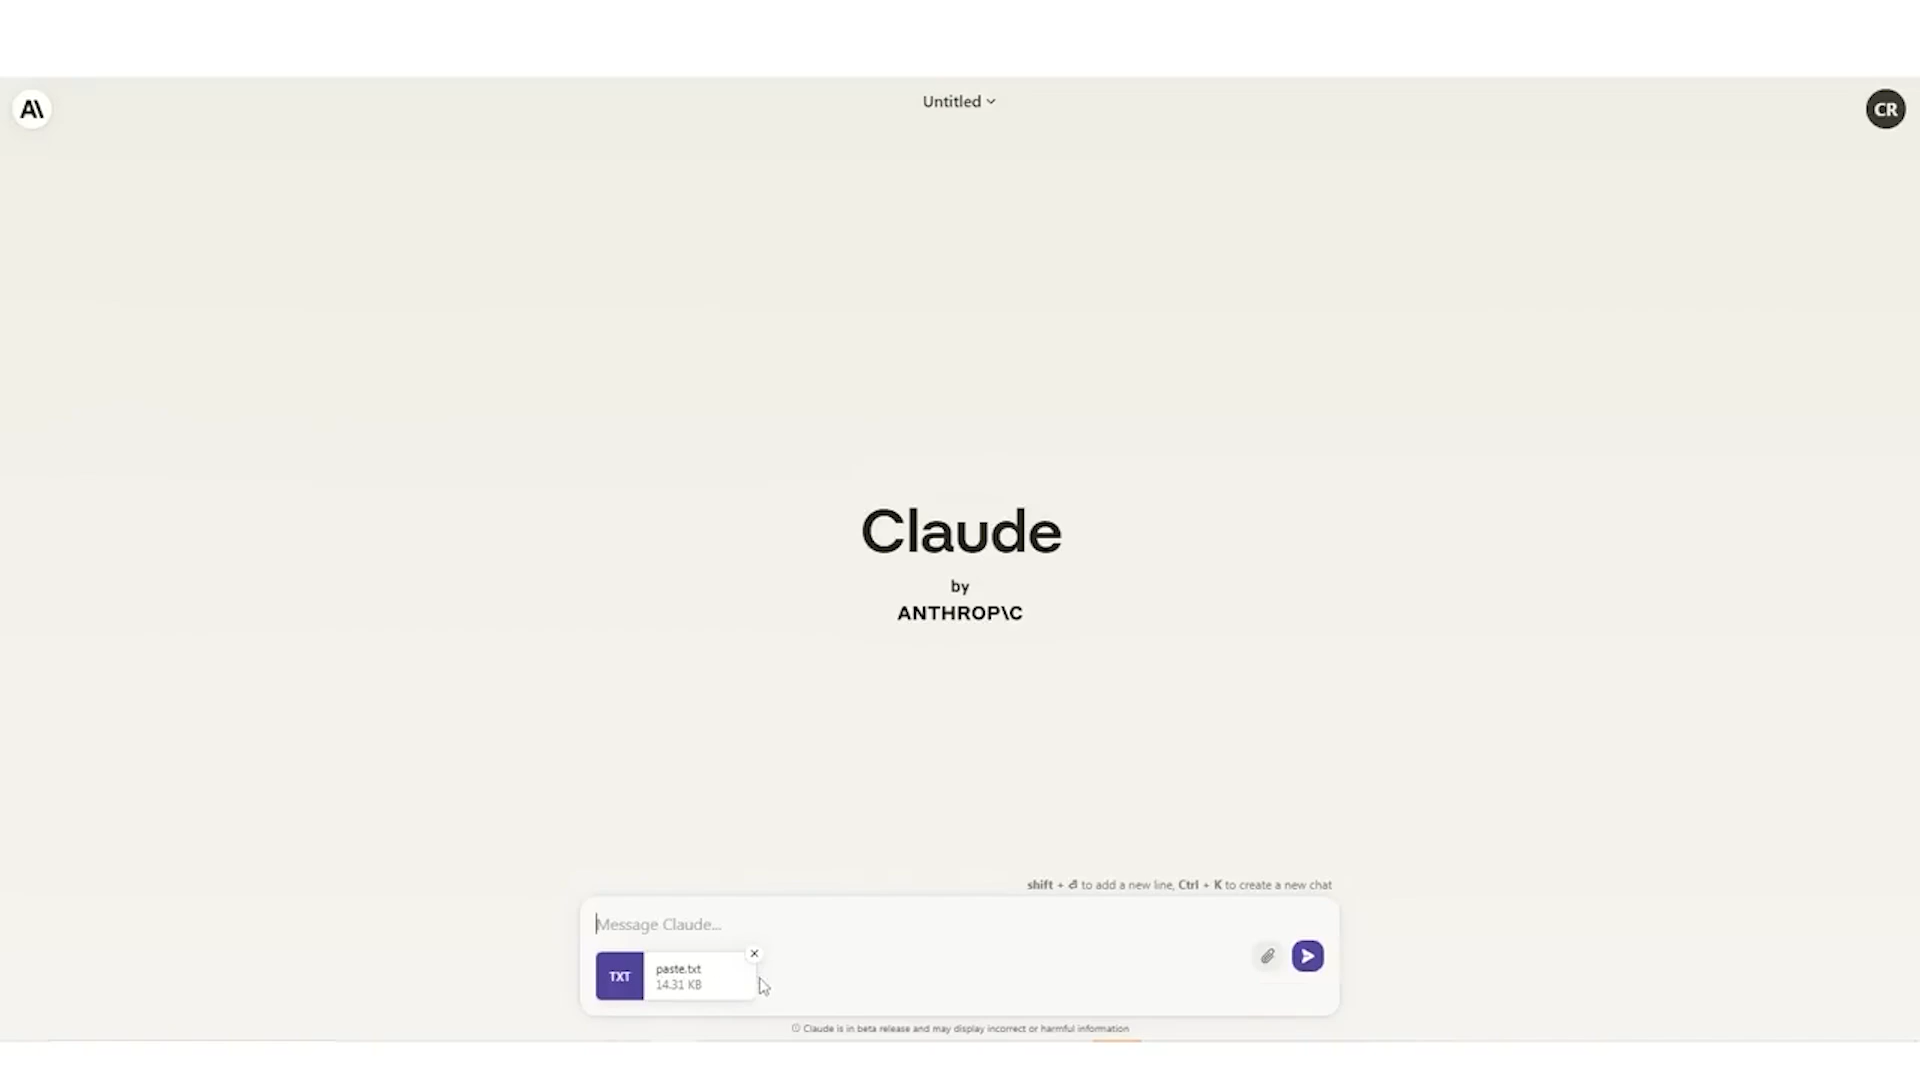 A\
Untitled
CR
Claude
by
ANTHROP\C
shift + ⏎ to add a new line, Ctrl + K to create a new chat
Message Claude...
TXT
paste.txt
14.31 KB
Claude is in beta release and may display incorrect or harmful information